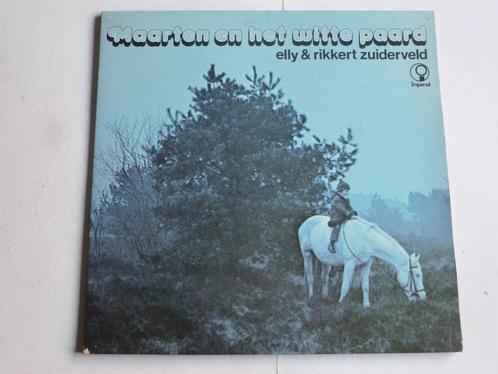 Maarten en het witte paard
elly & rikkert zuiderveld
Imperial